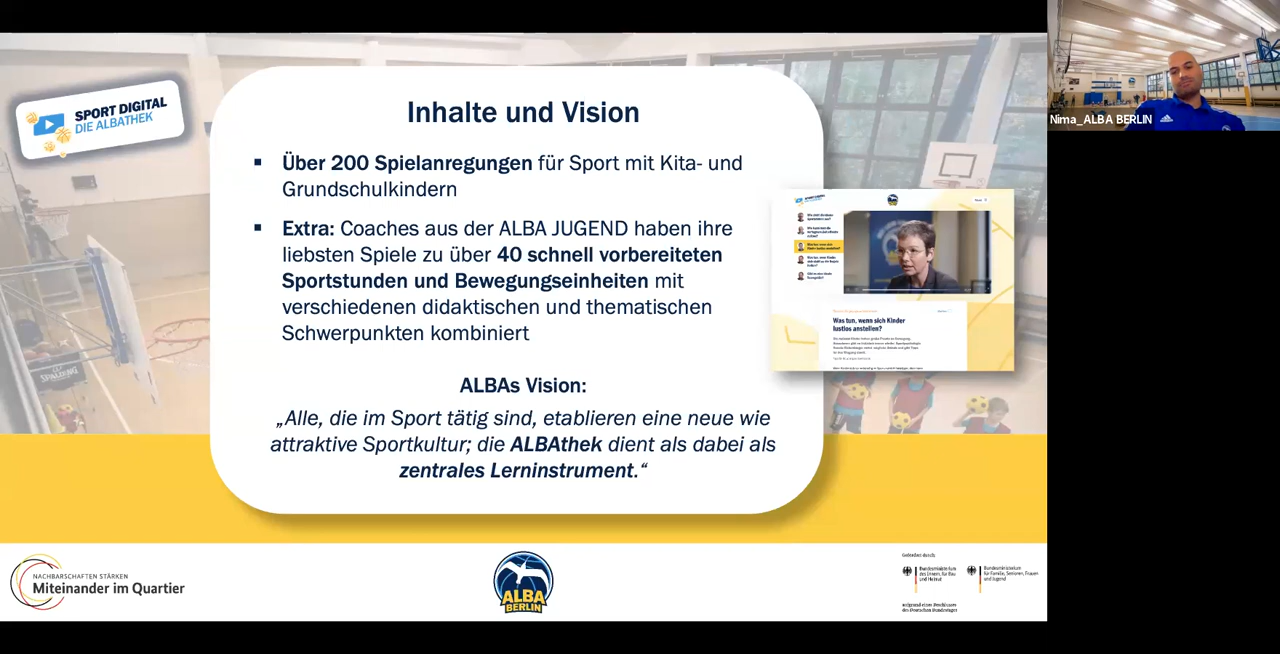 SPORT DIGITAL
DIE ALBATHEK
Inhalte und Vision
▪ Über 200 Spielanregungen für Sport mit Kita- und
Grundschulkindern
▪ Extra: Coaches aus der ALBA JUGEND haben ihre
liebsten Spiele zu über 40 schnell vorbereiteten
Sportstunden und Bewegungseinheiten mit
verschiedenen didaktischen und thematischen
Schwerpunkten kombiniert
ALBAs Vision:
„Alle, die im Sport tätig sind, etablieren eine neue wie
attraktive Sportkultur; die ALBAthek dient als dabei als
zentrales Lerninstrument.“
Was tun, wenn sich Kinder
lustlos anstellen?
SPALDING
NACHBARSCHAFTEN STÄRKEN
Miteinander im Quartier
ALBA
BERLIN
Gefördert durch:
Bundesministerium
des Innern, für Bau
und Heimat
Bundesministerium
für Familie, Senioren, Frauen
und Jugend
aufgrund eines Beschlusses
des Deutschen Bundestages
Nima_ALBA BERLIN